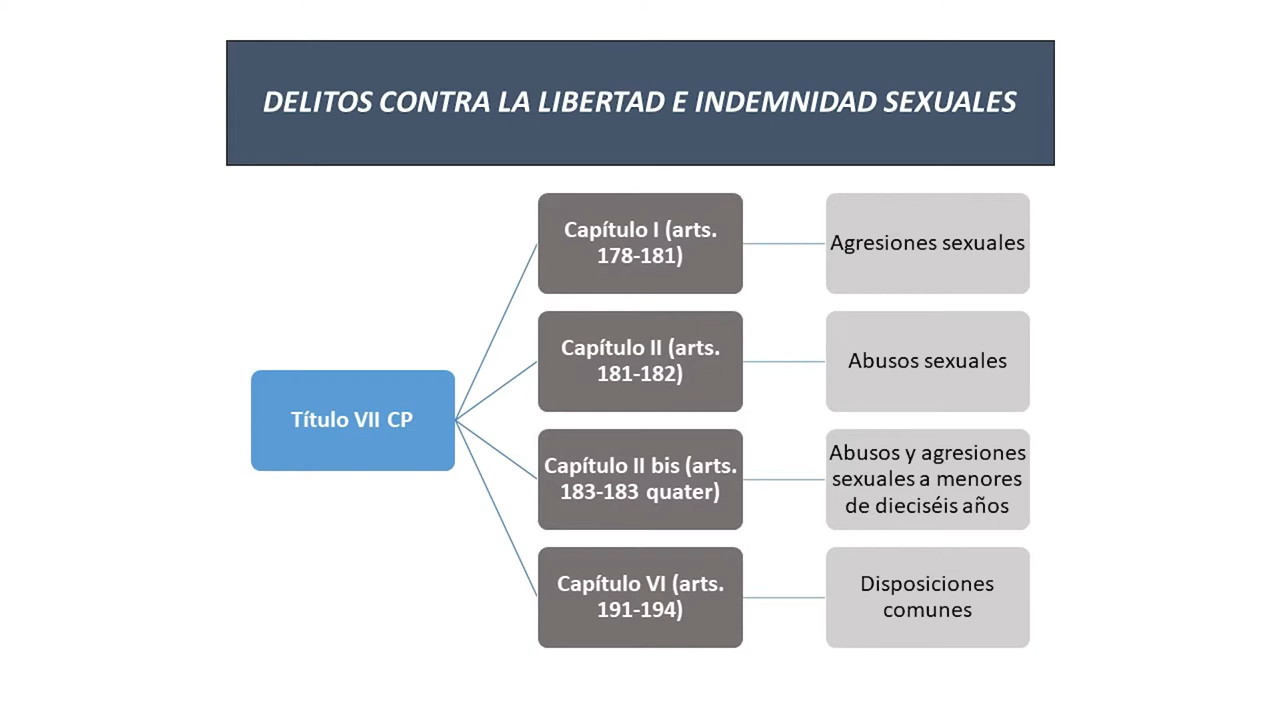 DELITOS CONTRA LA LIBERTAD E INDEMNIDAD SEXUALES
Título VII CP
Capítulo I (arts.
178-181)
Agresiones sexuales
Capítulo II (arts.
181-182)
Abusos sexuales
Capítulo II bis (arts.
183-183 quater)
Abusos y agresiones
sexuales a menores
de dieciséis años
Capítulo VI (arts.
191-194)
Disposiciones
comunes